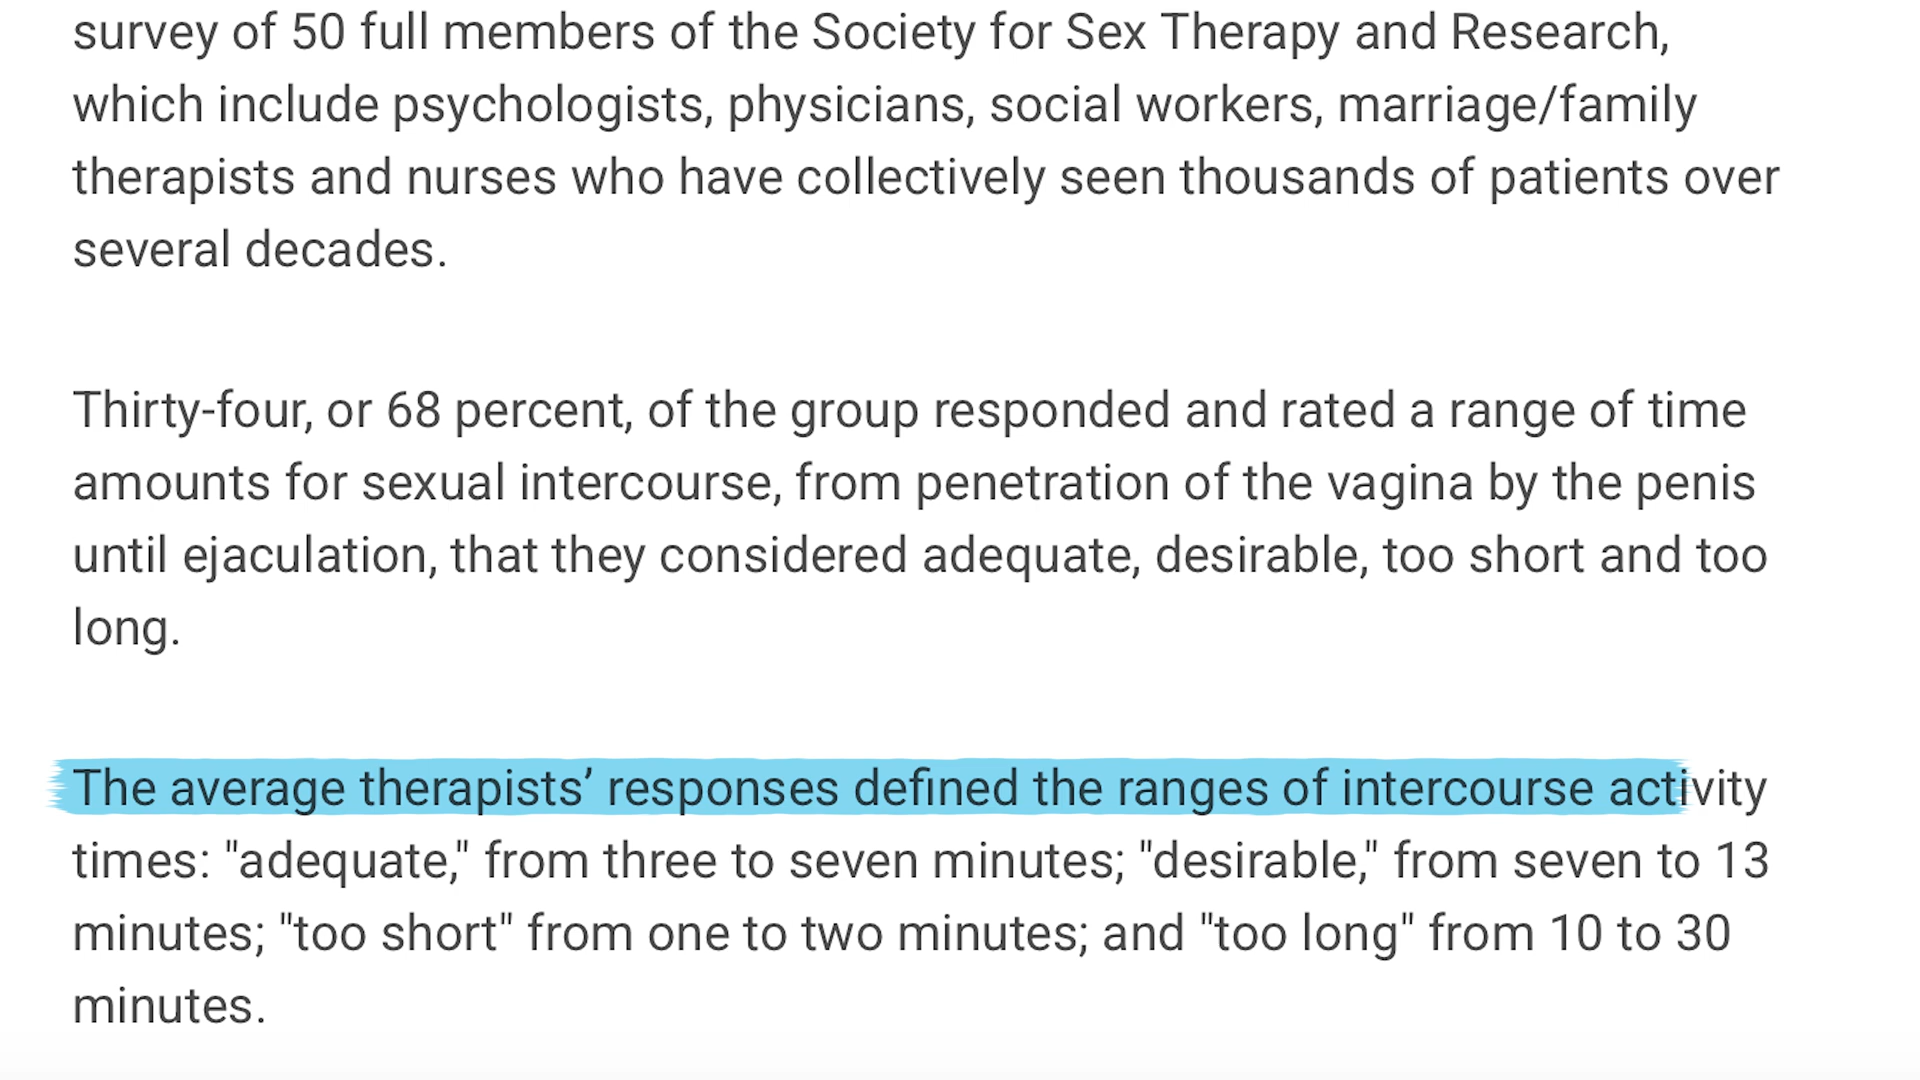 survey of 50 full members of the Society for Sex Therapy and Research,
which include psychologists, physicians, social workers, marriage/family
therapists and nurses who have collectively seen thousands of patients over
several decades.
Thirty-four, or 68 percent, of the group responded and rated a range of time
amounts for sexual intercourse, from penetration of the vagina by the penis
until ejaculation, that they considered adequate, desirable, too short and too
long.
The average therapists’ responses defined the ranges of intercourse activity
times: "adequate," from three to seven minutes; "desirable," from seven to 13
minutes; "too short" from one to two minutes; and "too long" from 10 to 30
minutes.